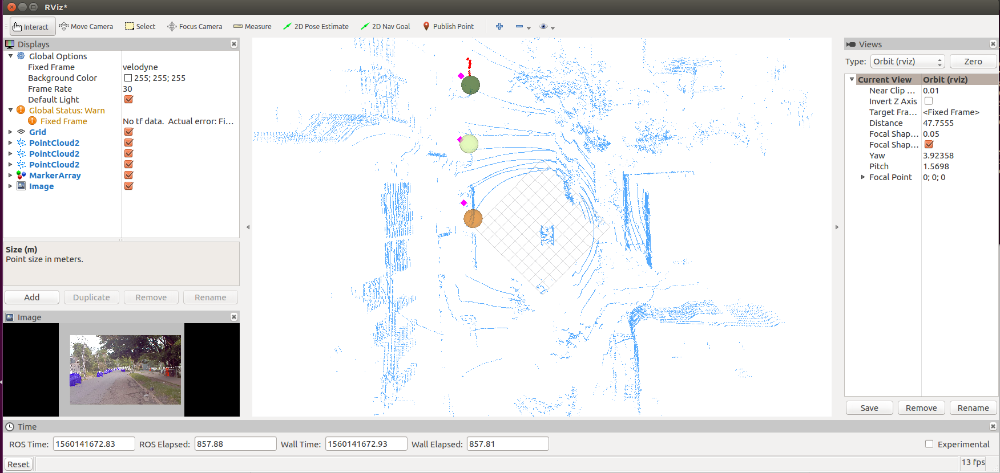 RViz*
Interact Move Camera Select Focus Camera Measure 2D Pose Estimate 2D Nav Goal Publish Point
Displays
Global Options
Fixed Frame velodyne
Background Color 255; 255; 255
Frame Rate 30
Default Light
Global Status: Warn
Fixed Frame No tf data. Actual error: Fi...
Grid
PointCloud2
PointCloud2
PointCloud2
MarkerArray
Image
Size (m)
Point size in meters.
Add Duplicate Remove Rename
Image
Views
Type: Orbit (rviz) Zero
Current View Orbit (rviz)
Near Clip ... 0.01
Invert Z Axis
Target Fra... <Fixed Frame>
Distance 47.7555
Focal Shap... 0.05
Focal Shap...
Yaw 3.92358
Pitch 1.5698
Focal Point 0; 0; 0
Save Remove Rename
Time
ROS Time: 1560141672.83 ROS Elapsed: 857.88 Wall Time: 1560141672.93 Wall Elapsed: 857.81 Experimental
Reset 13 fps